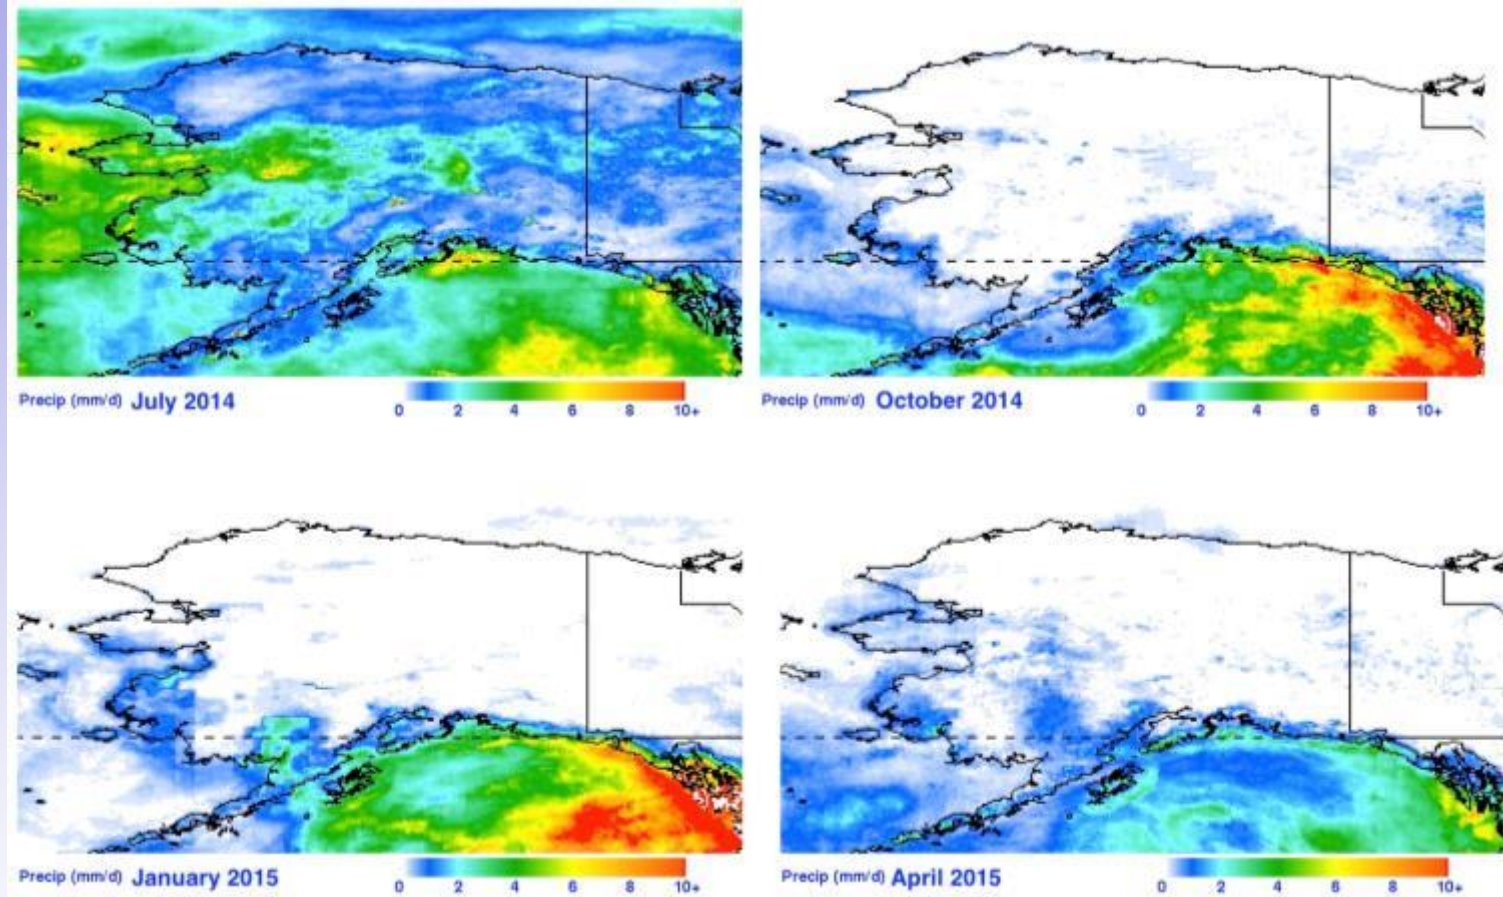 Precip (mm/d) July 2014
0 2 4 6 8 10+
Precip (mm/d) October 2014
0 2 4 6 8 10+
Precip (mm/d) January 2015
0 2 4 6 8 10+
Precip (mm/d) April 2015
0 2 4 6 8 10+